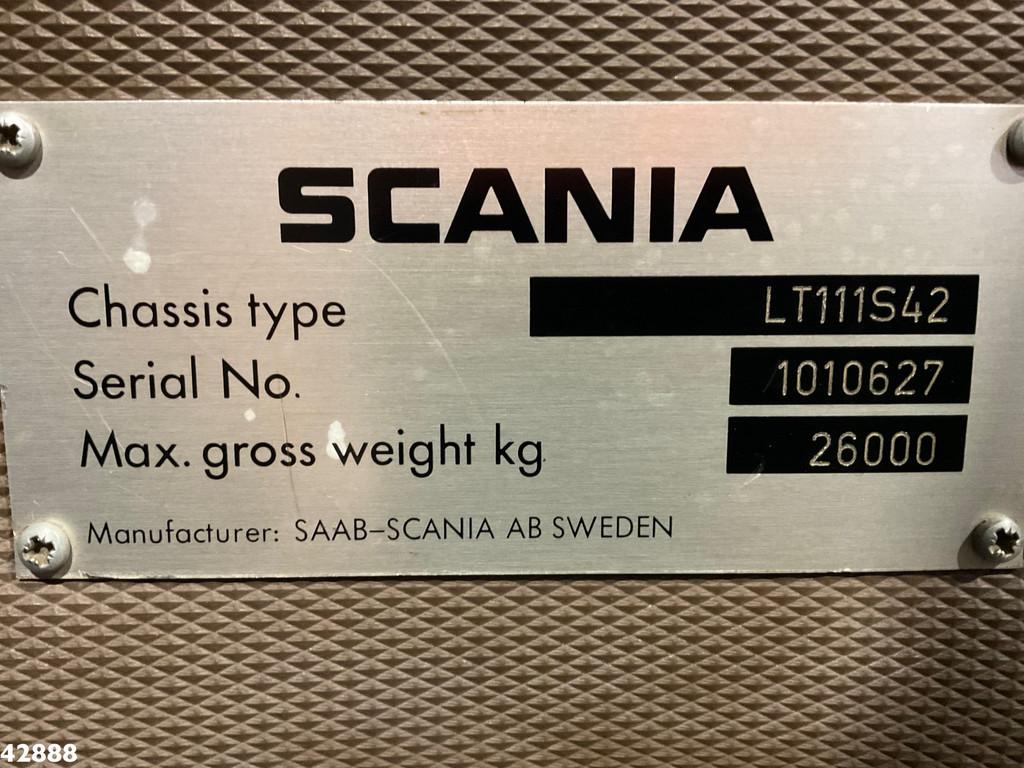 SCANIA
Chassis type LT111S42
Serial No. 1010627
Max. gross weight kg 26000
Manufacturer: SAAB-SCANIA AB SWEDEN
42888